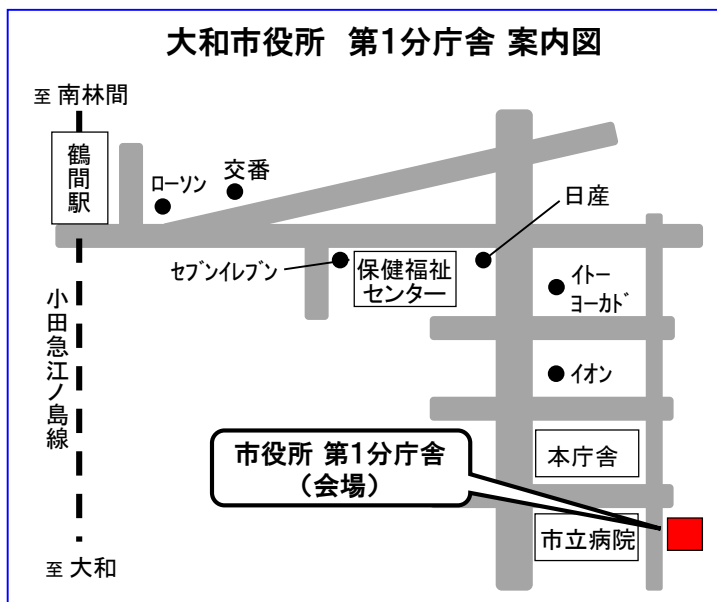 大和市役所 第1分庁舎 案内図
至 南林間
鶴間駅
ローソン
交番
日産
セブンイレブン
保健福祉
センター
イトー
ヨーカド
イオン
小田急江ノ島線
市役所 第1分庁舎
（会場）
本庁舎
市立病院
至 大和